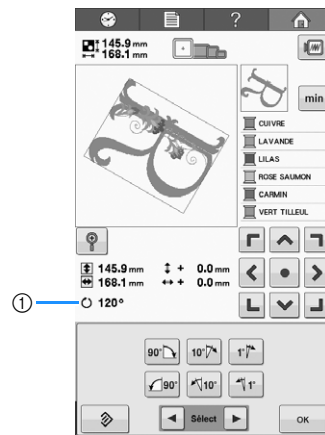 ?
145.9 mm
168.1 mm
min
CUIVRE
LAVANDE
LILAS
ROSE SAUMON
CARMIN
VERT TILLEUL
145.9 mm + 0.0 mm
168.1 mm + 0.0 mm
① 120°
90° 10° 1°
90° 10° 1°
Sélect OK